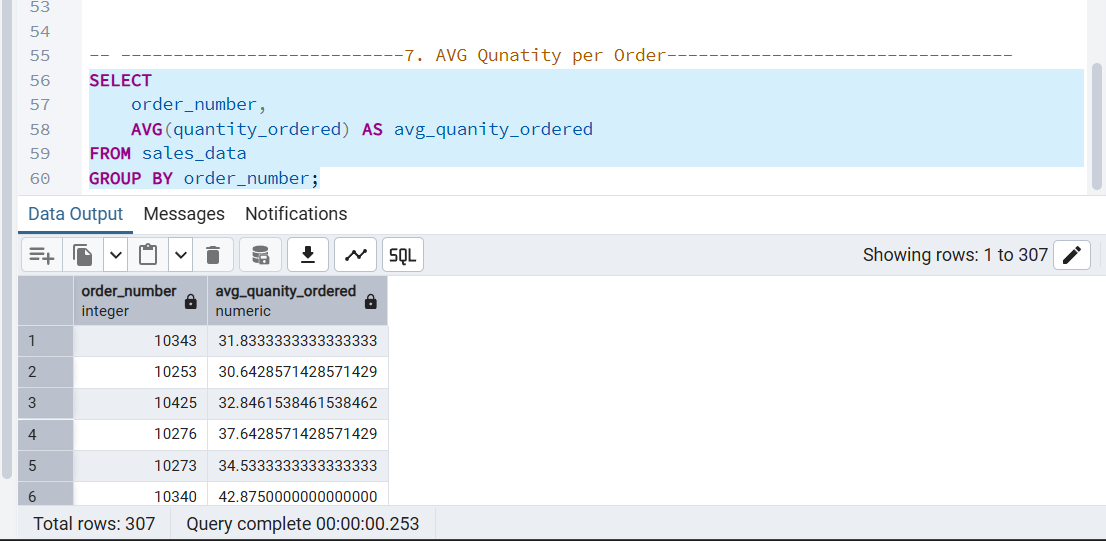 53
54
55 -- ---------------------------7. AVG Qunatity per Order---------------------------------
56 SELECT
57 order_number,
58 AVG(quantity_ordered) AS avg_quanity_ordered
59 FROM sales_data
60 GROUP BY order_number;
Data Output Messages Notifications
SQL Showing rows: 1 to 307
order_number avg_quanity_ordered
integer numeric
1 10343 31.8333333333333333
2 10253 30.6428571428571429
3 10425 32.8461538461538462
4 10276 37.6428571428571429
5 10273 34.5333333333333333
6 10340 42.8750000000000000
Total rows: 307 Query complete 00:00:00.253